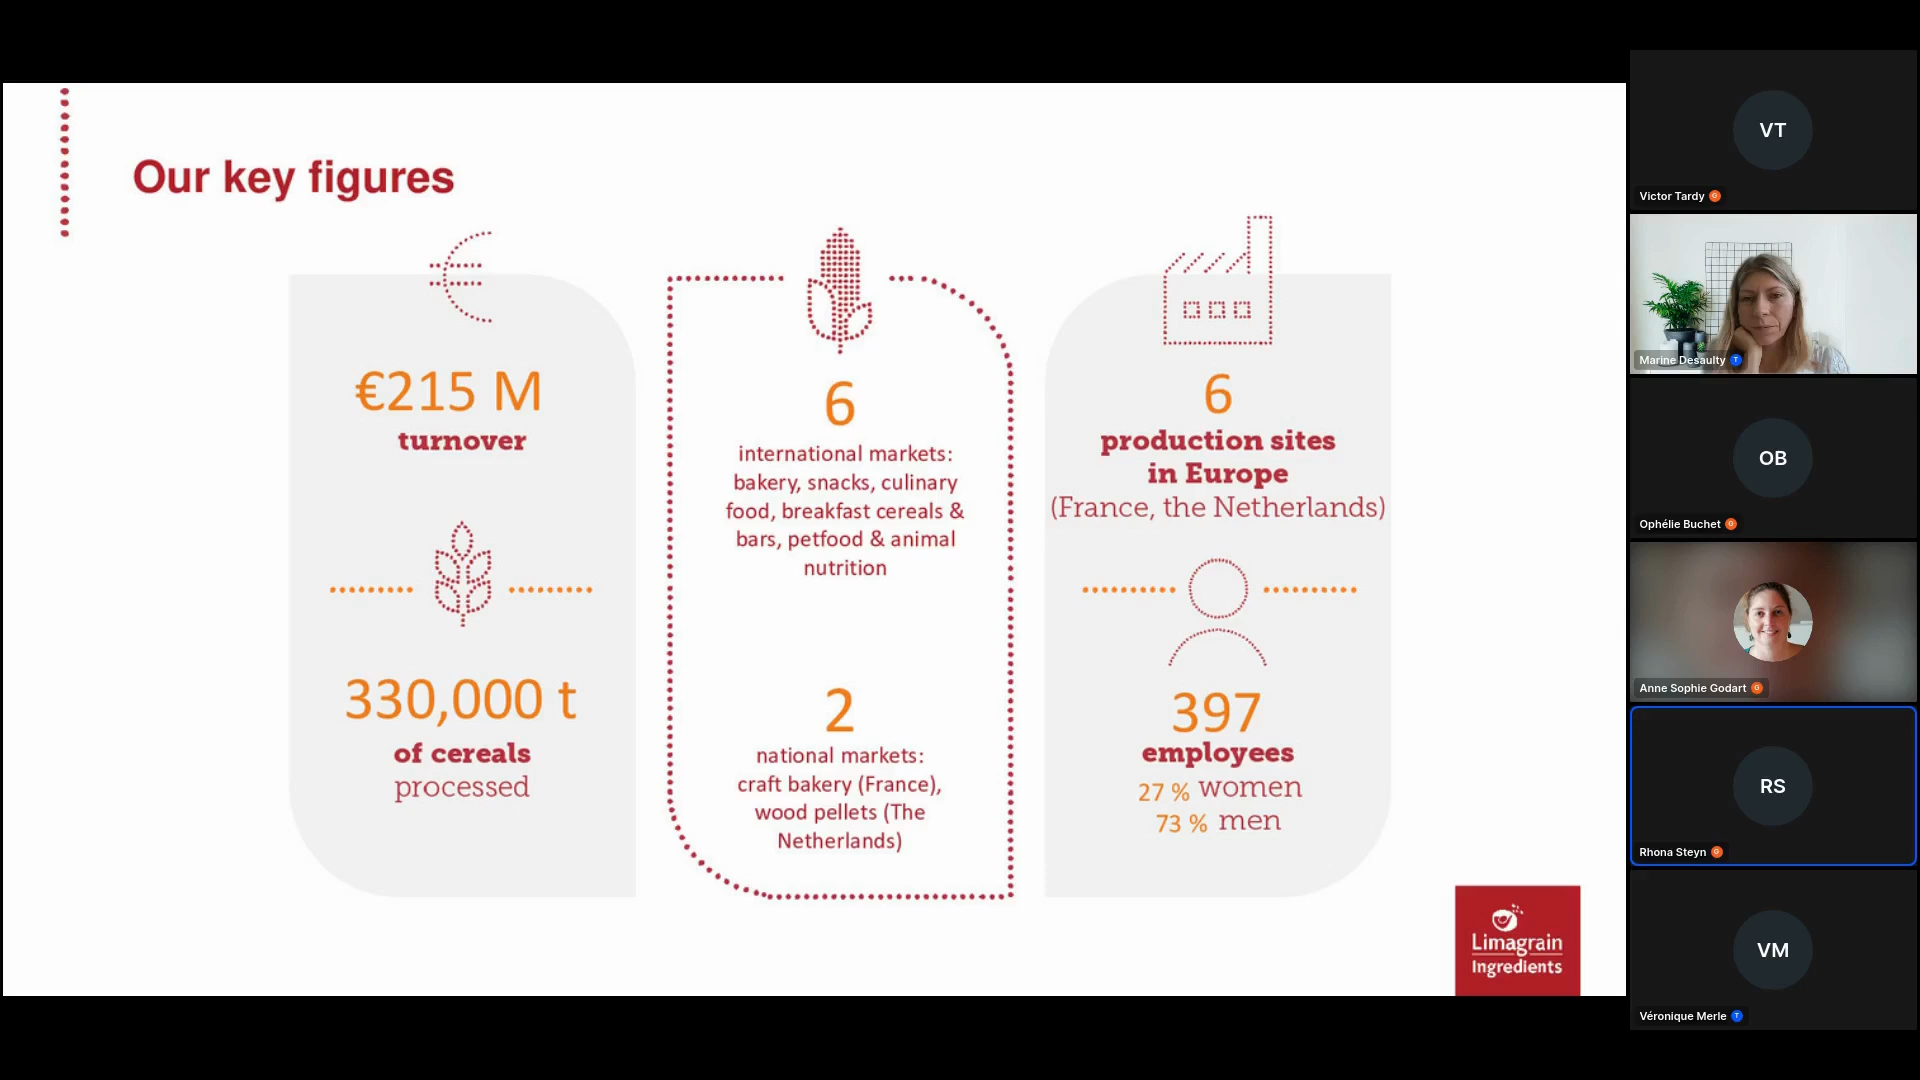 Our key figures
€215 M
turnover
330,000 t
of cereals
processed
6
international markets:
bakery, snacks, culinary
food, breakfast cereals &
bars, petfood & animal
nutrition
2
national markets:
craft bakery (France),
wood pellets (The
Netherlands)
6
production sites
in Europe
(France, the Netherlands)
397
employees
27 % women
73 % men
Limagrain
Ingredients
VT
Victor Tardy G
Marine Desaulty T
OB
Ophélie Buchet G
Anne Sophie Godart G
RS
Rhona Steyn G
VM
Véronique Merle T